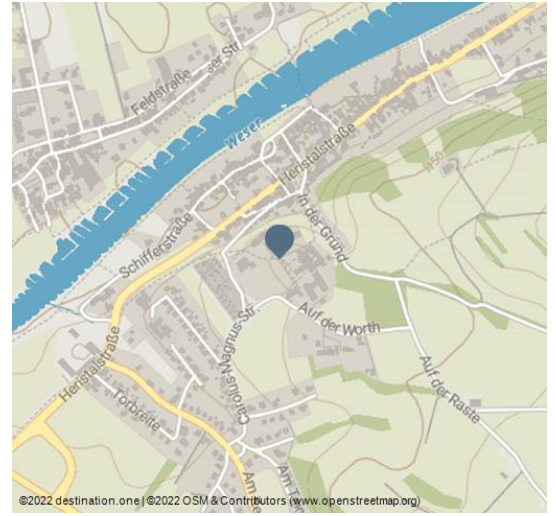 Feldstraße
ser Str.
Weser
Heristalstraße
150
In der Grund
Schifferstraße
Carolus-Magnus-Str.
Auf der Worth
Heristalstraße
Torbreite
Auf der Raste
©2022 destination.one | ©2022 OSM & Contributors (www.openstreetmap.org)